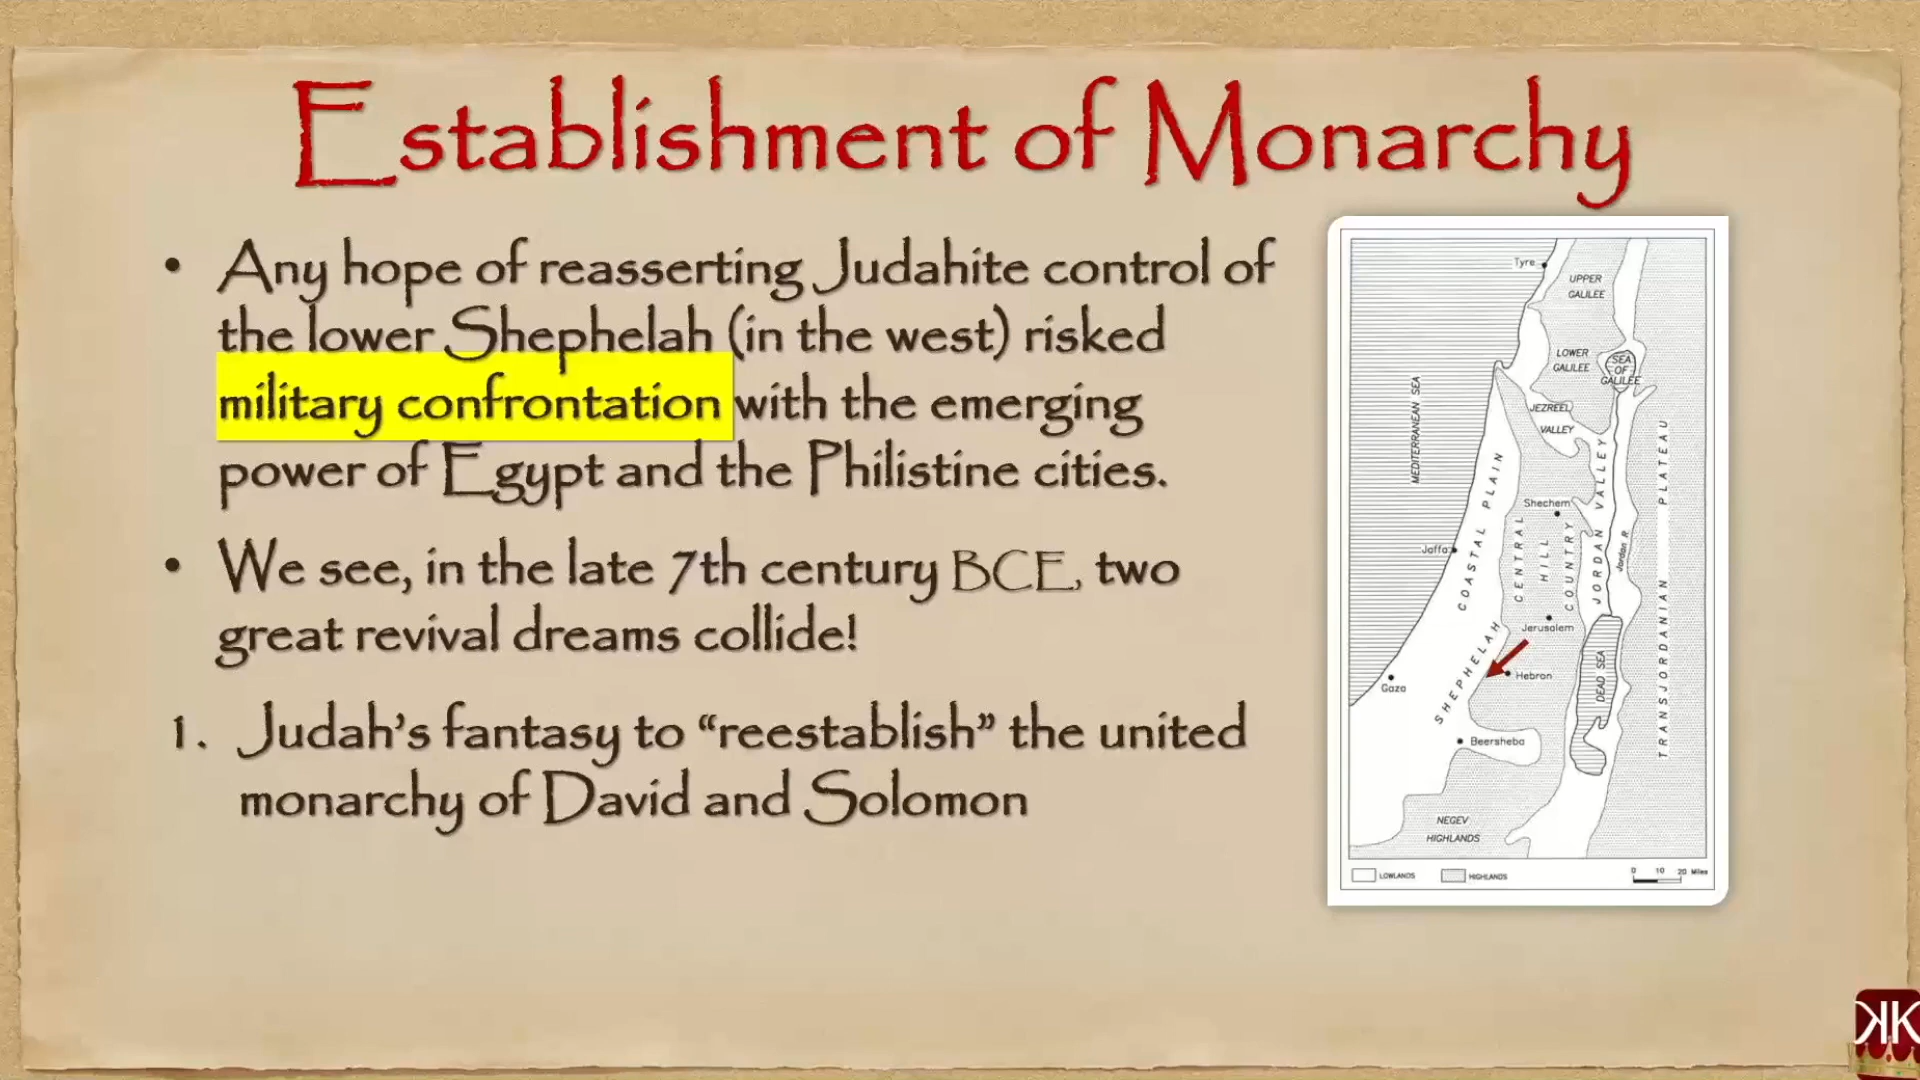 Establishment of Monarchy
• Any hope of reasserting Judahite control of
the lower Shephelah (in the west) risked
military confrontation with the emerging
power of Egypt and the Philistine cities.
• We see, in the late 7th century BCE, two
great revival dreams collide!
1. Judah's fantasy to “reestablish” the united
monarchy of David and Solomon
Tyre
UPPER
GALILEE
LOWER
GALILEE
SEA
OF
GALILEE
MEDITERRANEAN SEA
JEZREEL
VALLEY
COASTAL PLAIN
Shechem
CENTRAL
HILL
COUNTRY
JORDAN VALLEY
Jordan R.
TRANSJORDANIAN PLATEAU
Jaffa
Jerusalem
SHEPHELAH
Hebron
DEAD SEA
Gaza
Beersheba
NEGEV
HIGHLANDS
LOWLANDS
HIGHLANDS
0 10 20 Miles
KK